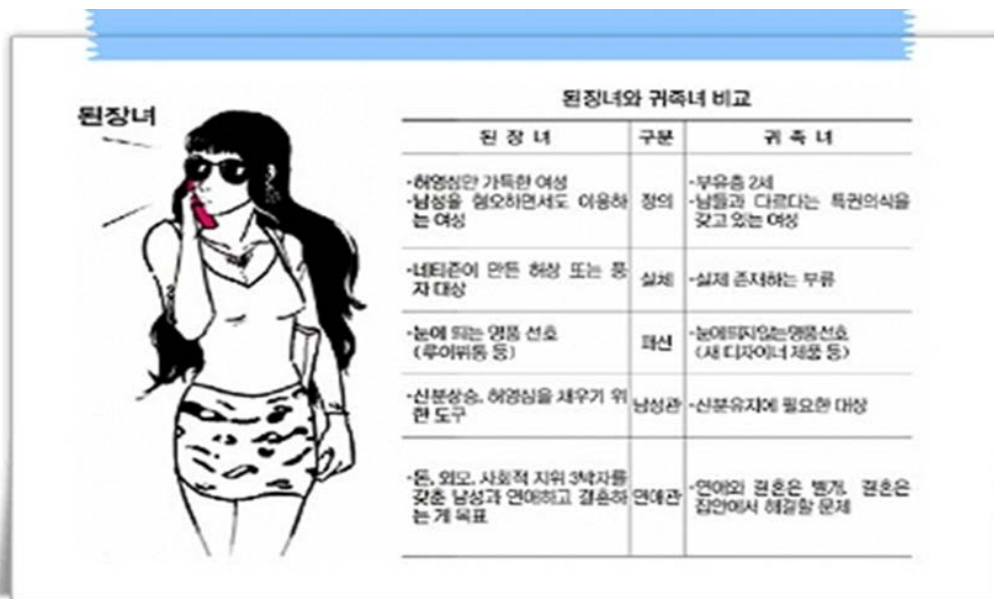 된장녀
된장녀와 귀족녀 비교
된 장 녀 구분 귀 족 녀
-허영심만 가득한 여성
-남성을 혐오하면서도 이용하
는 여성
정의
-부유층 2세
-남들과 다르다는 특권의식을
갖고 있는 여성
-네티즌이 만든 허상 또는 풍
자 대상
실체
-실제 존재하는 부류
-눈에 띄는 명품 선호
(루이뷔통 등)
패션
-눈에띄지않는명품선호
(새 디자이너 제품 등)
-신분상승, 허영심을 채우기 위
한 도구
남성관
-신분유지에 필요한 대상
-돈, 외모, 사회적 지위 3박자를
갖춘 남성과 연애하고 결혼하
는 게 목표
연애관
-연애와 결혼은 별개, 결혼은
집안에서 해결할 문제